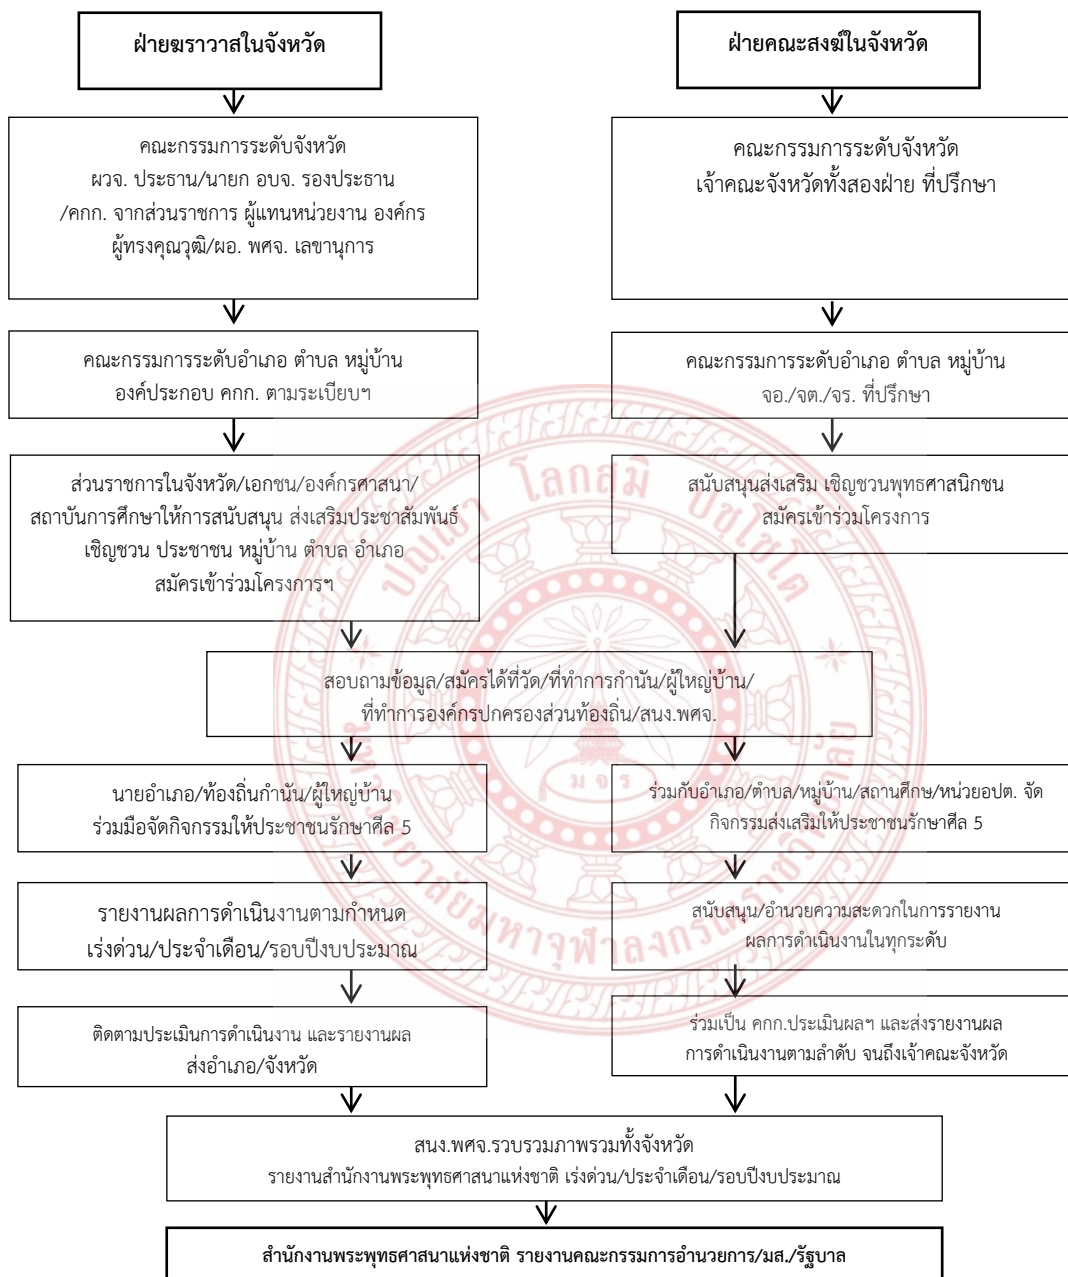 ฝ่ายฆราวาสในจังหวัด
ฝ่ายคณะสงฆ์ในจังหวัด
คณะกรรมการระดับจังหวัด
ผวจ. ประธาน/นายก อบจ. รองประธาน
/คกก. จากส่วนราชการ ผู้แทนหน่วยงาน องค์กร
ผู้ทรงคุณวุฒิ/ผอ. พศจ. เลขานุการ
คณะกรรมการระดับจังหวัด
เจ้าคณะจังหวัดทั้งสองฝ่าย ที่ปรึกษา
คณะกรรมการระดับอำเภอ ตำบล หมู่บ้าน
องค์ประกอบ คกก. ตามระเบียบฯ
คณะกรรมการระดับอำเภอ ตำบล หมู่บ้าน
จอ./จต./จร. ที่ปรึกษา
ส่วนราชการในจังหวัด/เอกชน/องค์กรศาสนา/
สถาบันการศึกษาให้การสนับสนุน ส่งเสริมประชาสัมพันธ์
เชิญชวน ประชาชน หมู่บ้าน ตำบล อำเภอ
สมัครเข้าร่วมโครงการฯ
สนับสนุนส่งเสริม เชิญชวนพุทธศาสนิกชน
สมัครเข้าร่วมโครงการ
สอบถามข้อมูล/สมัครได้ที่วัด/ที่ทำการกำนัน/ผู้ใหญ่บ้าน/
ที่ทำการองค์กรปกครองส่วนท้องถิ่น/สนง.พศจ.
นายอำเภอ/ท้องถิ่นกำนัน/ผู้ใหญ่บ้าน
ร่วมมือจัดกิจกรรมให้ประชาชนรักษาศีล 5
ร่วมกับอำเภอ/ตำบล/หมู่บ้าน/สถานศึกษ/หน่วยอปต. จัด
กิจกรรมส่งเสริมให้ประชาชนรักษาศีล 5
รายงานผลการดำเนินงานตามกำหนด
เร่งด่วน/ประจำเดือน/รอบปีงบประมาณ
สนับสนุน/อำนวยความสะดวกในการรายงาน
ผลการดำเนินงานในทุกระดับ
ติดตามประเมินการดำเนินงาน และรายงานผล
ส่งอำเภอ/จังหวัด
ร่วมเป็น คกก.ประเมินผลฯ และส่งรายงานผล
การดำเนินงานตามลำดับ จนถึงเจ้าคณะจังหวัด
สนง.พศจ.รวบรวมภาพรวมทั้งจังหวัด
รายงานสำนักงานพระพุทธศาสนาแห่งชาติ เร่งด่วน/ประจำเดือน/รอบปีงบประมาณ
สำนักงานพระพุทธศาสนาแห่งชาติ รายงานคณะกรรมการอำนวยการ/มส./รัฐบาล
ปญฺญา โลกสฺมิ ปชฺโชโต
มจร
มหาวิทยาลัยมหาจุฬาลงกรณราชวิทยาลัย